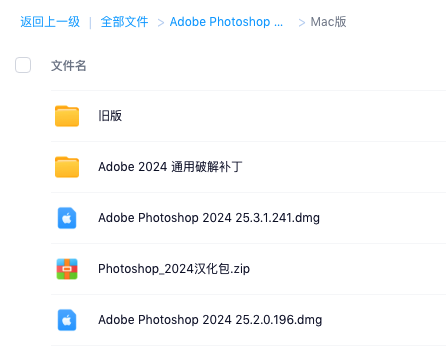 返回上一级 | 全部文件 > Adobe Photoshop ... > Mac版
文件名
旧版
Adobe 2024 通用破解补丁
Adobe Photoshop 2024 25.3.1.241.dmg
Photoshop_2024汉化包.zip
Adobe Photoshop 2024 25.2.0.196.dmg